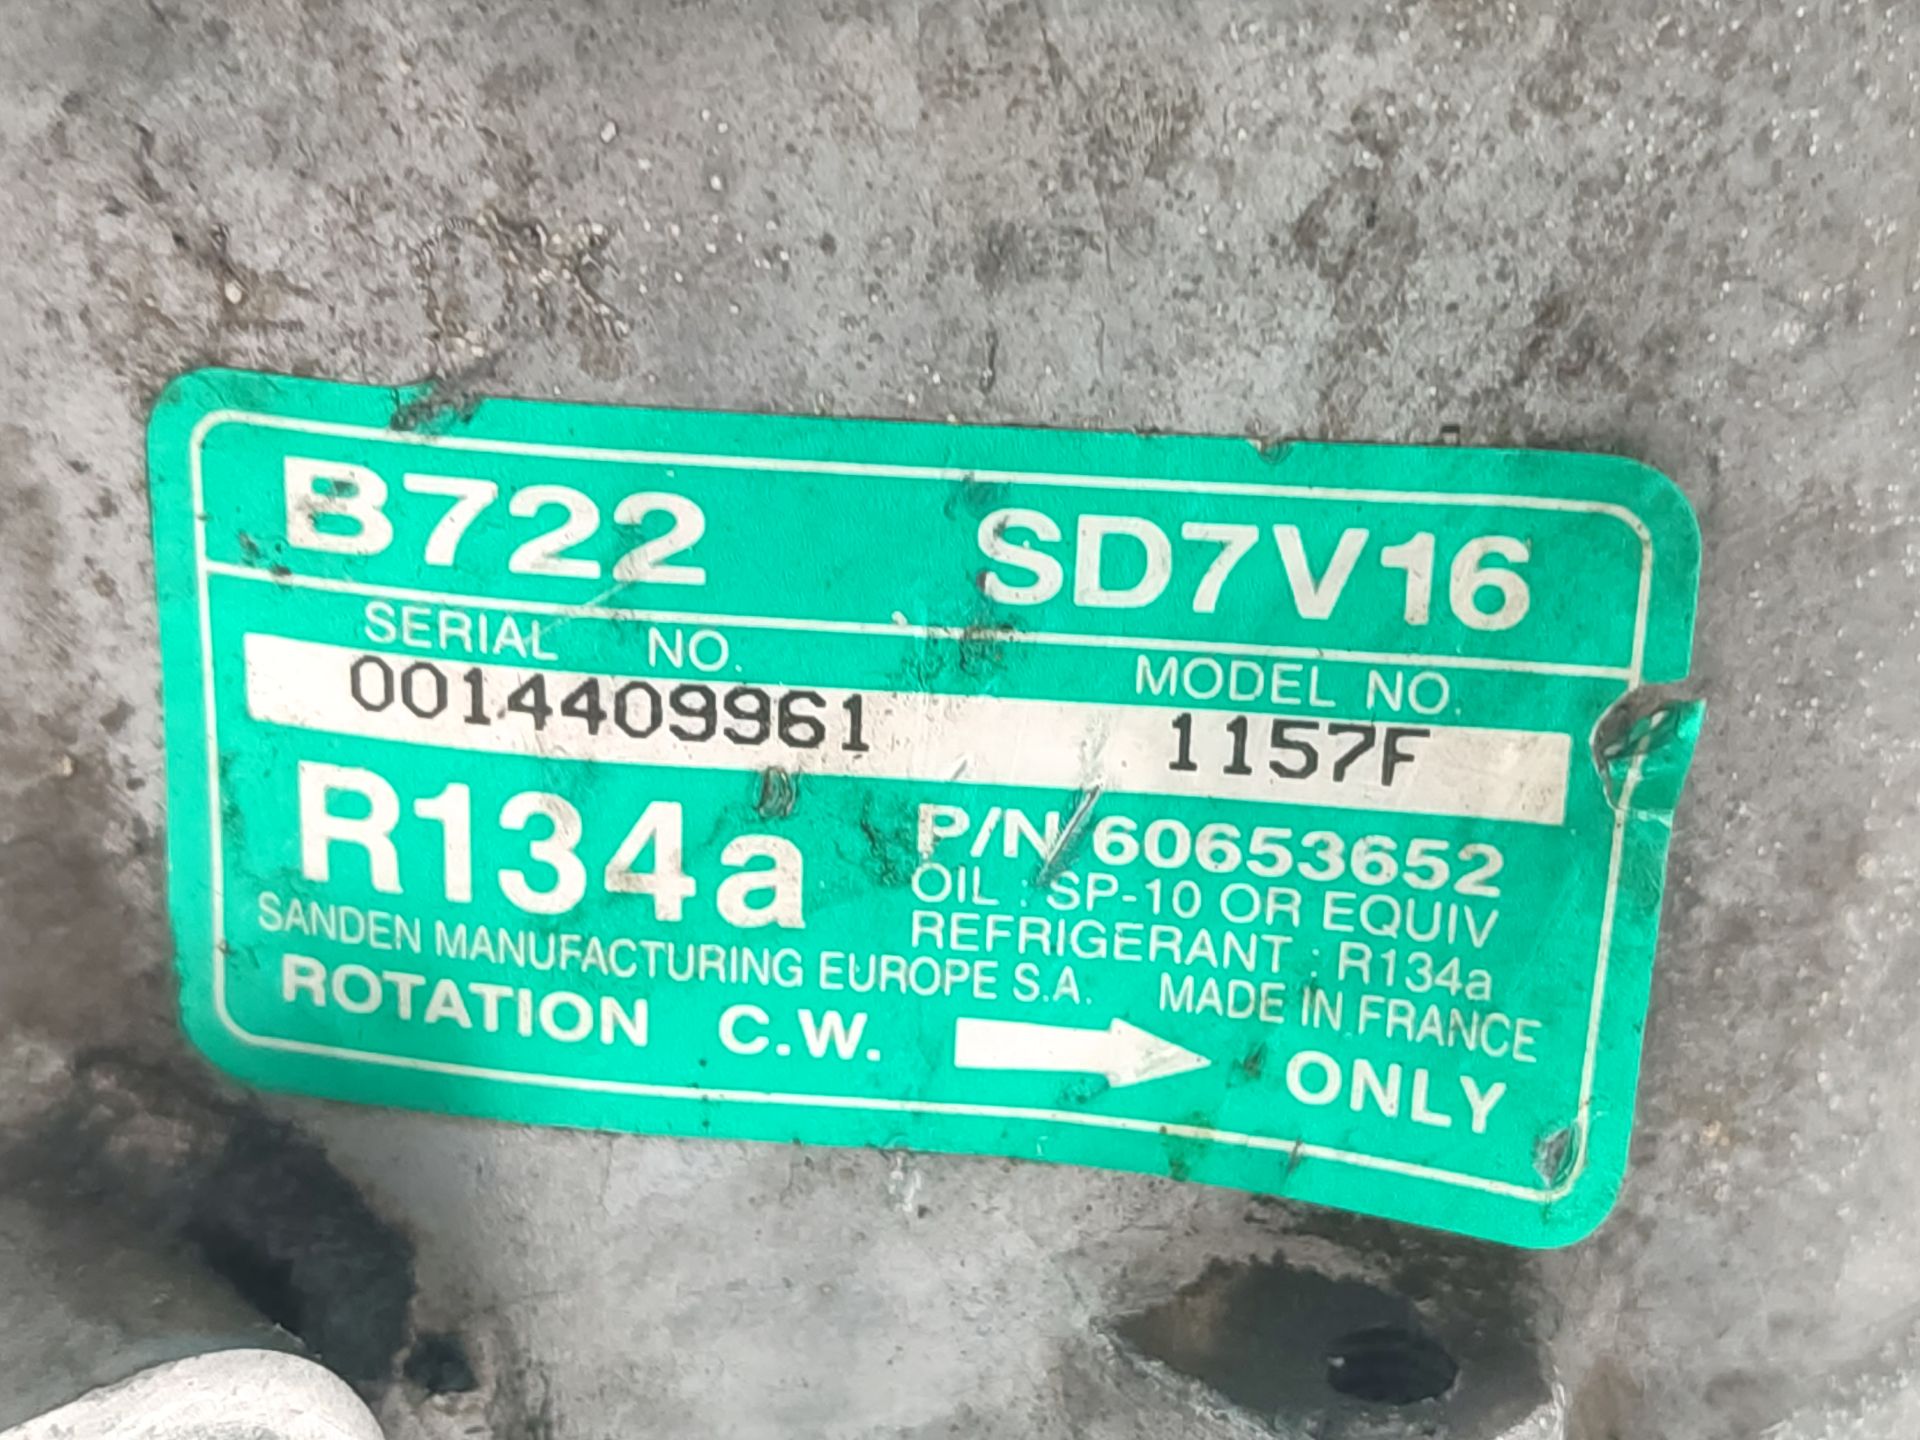 B722 SD7V16
SERIAL NO. MODEL NO.
0014409961 1157F
R134a P/N 60653652
OIL : SP-10 OR EQUIV
REFRIGERANT : R134a
SANDEN MANUFACTURING EUROPE S.A. MADE IN FRANCE
ROTATION C.W. ONLY